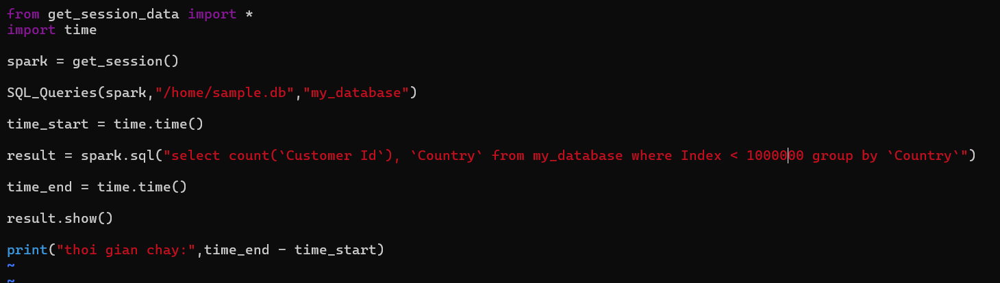 from get_session_data import *
import time
spark = get_session()
SQL_Queries(spark,"/home/sample.db","my_database")
time_start = time.time()
result = spark.sql("select count(`Customer Id`), `Country` from my_database where Index < 1000000 group by `Country`")
time_end = time.time()
result.show()
print("thoi gian chay:",time_end - time_start)
~
~